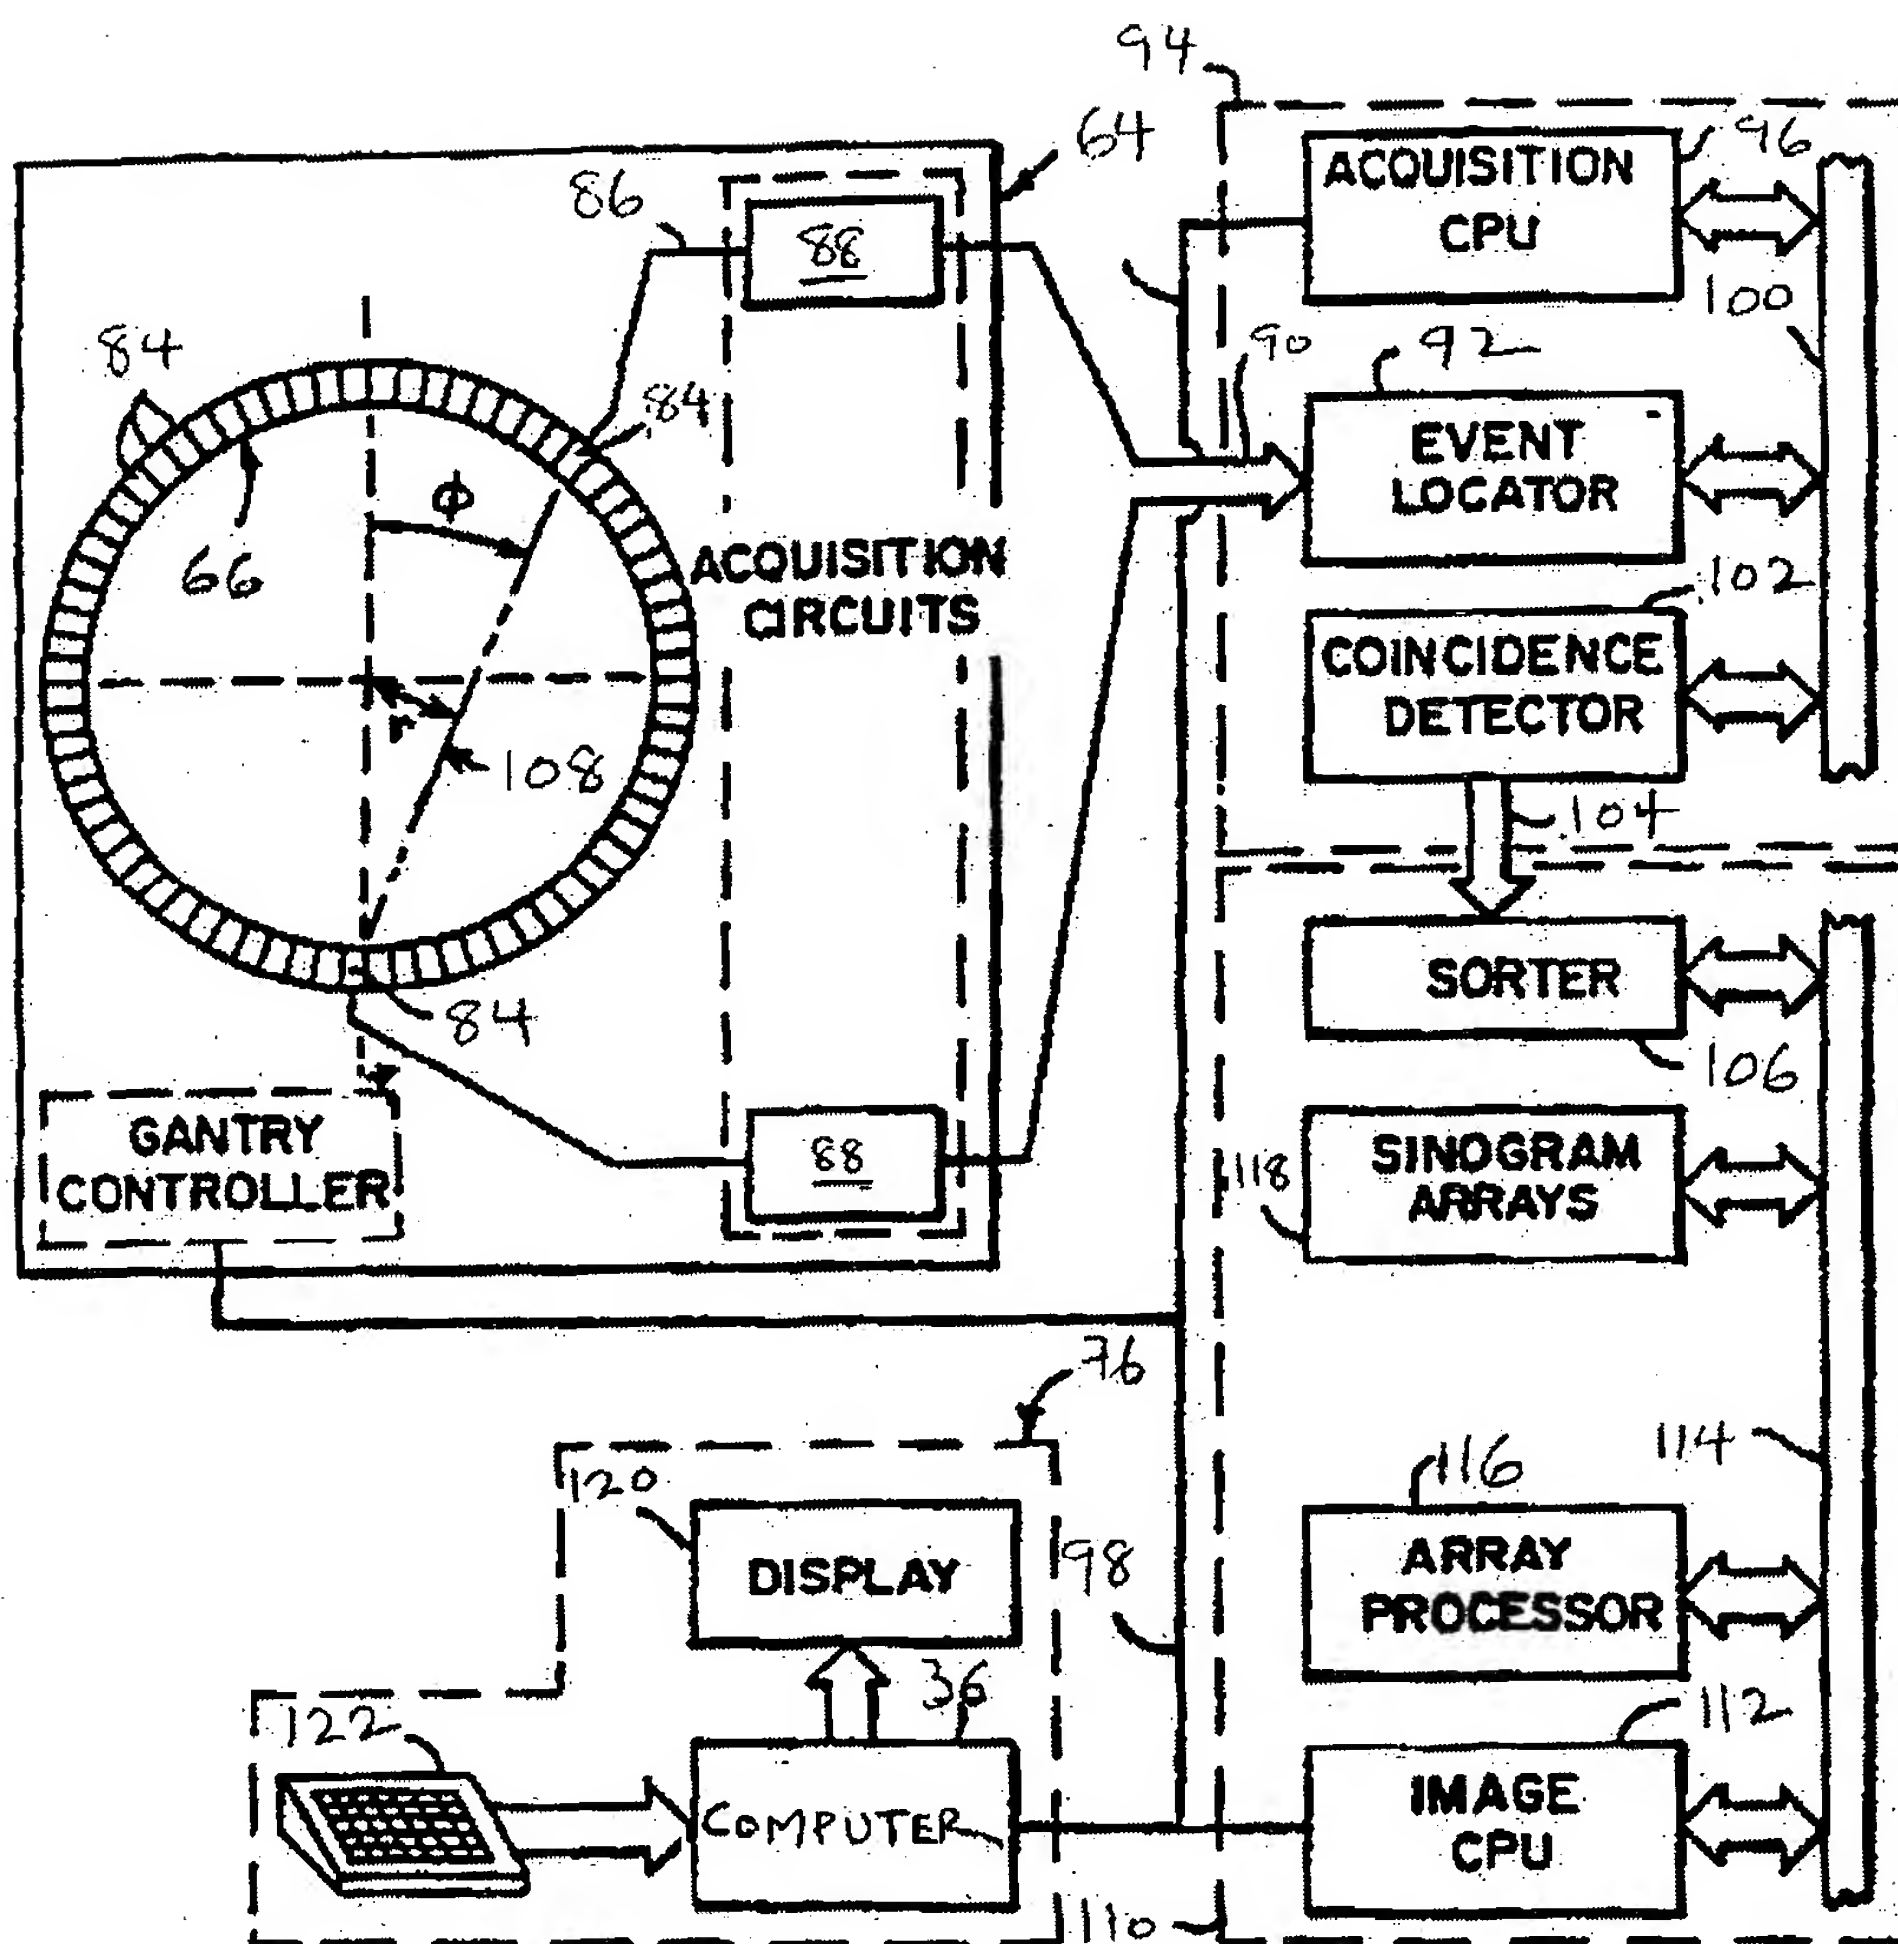 94
64
96
ACQUISITION
CPU
86
88
100
84
90
92
84
EVENT
LOCATOR
ϕ
66
ACQUISITION
CIRCUITS
102
COINCIDENCE
DETECTOR
r
108
104
SORTER
84
106
GANTRY
CONTROLLER
88
118
SINOGRAM
ARRAYS
76
114
116
120
98
ARRAY
PROCESSOR
DISPLAY
36
112
122
COMPUTER
IMAGE
CPU
110